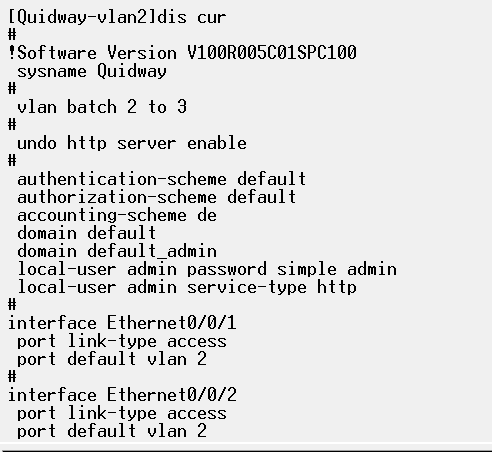 [Quidway-vlan2]dis cur
#
!Software Version V100R005C01SPC100
sysname Quidway
#
vlan batch 2 to 3
#
undo http server enable
#
authentication-scheme default
authorization-scheme default
accounting-scheme de
domain default
domain default_admin
local-user admin password simple admin
local-user admin service-type http
#
interface Ethernet0/0/1
port link-type access
port default vlan 2
#
interface Ethernet0/0/2
port link-type access
port default vlan 2